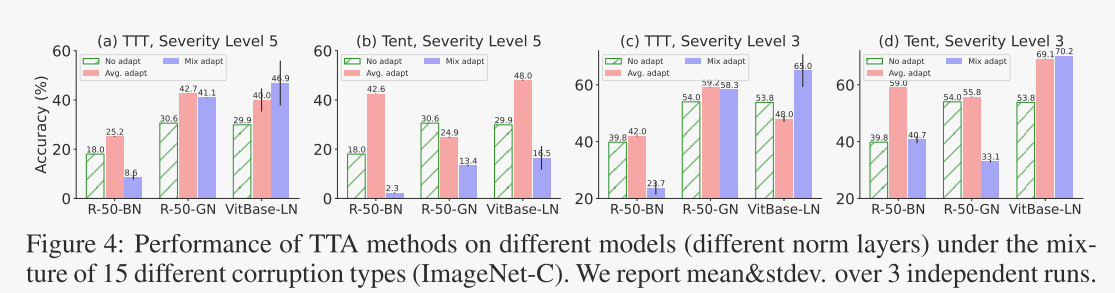 (a) TTT, Severity Level 5
(b) Tent, Severity Level 5
(c) TTT, Severity Level 3
(d) Tent, Severity Level 3
Accuracy (%)
60
40
20
0
No adapt
Avg. adapt
Mix adapt
18.0
25.2
8.6
30.6
42.7
41.1
29.9
40.0
46.9
R-50-BN
R-50-GN
VitBase-LN
60
40
20
0
No adapt
Avg. adapt
Mix adapt
18.0
42.6
2.3
30.6
24.9
13.4
29.9
48.0
16.5
R-50-BN
R-50-GN
VitBase-LN
60
40
20
No adapt
Avg. adapt
Mix adapt
39.8
42.0
23.7
54.0
59.2
58.3
53.8
48.0
65.0
R-50-BN
R-50-GN
VitBase-LN
60
40
20
No adapt
Avg. adapt
Mix adapt
39.8
59.0
40.7
54.0
55.8
33.1
53.8
69.1
70.2
R-50-BN
R-50-GN
VitBase-LN
Figure 4: Performance of TTA methods on different models (different norm layers) under the mix-
ture of 15 different corruption types (ImageNet-C). We report mean&stdev. over 3 independent runs.